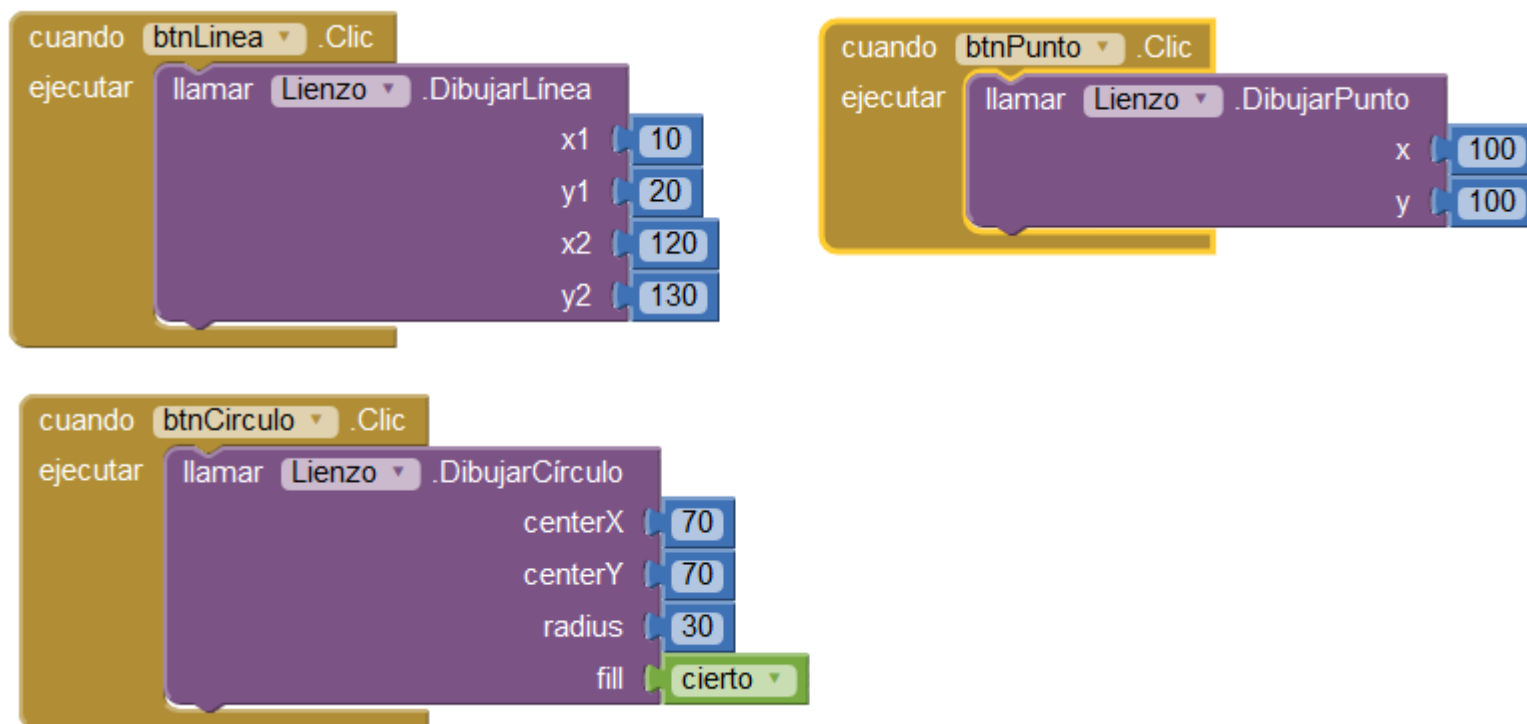 cuando btnLinea .Clic
ejecutar llamar Lienzo .DibujarLínea
x1 10
y1 20
x2 120
y2 130
cuando btnPunto .Clic
ejecutar llamar Lienzo .DibujarPunto
x 100
y 100
cuando btnCirculo .Clic
ejecutar llamar Lienzo .DibujarCírculo
centerX 70
centerY 70
radius 30
fill cierto